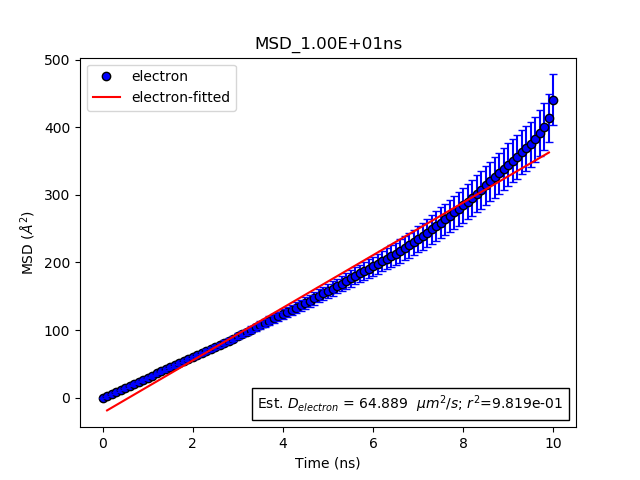 MSD_1.00E+01ns
500
400
300
200
100
0
MSD (Å²)
electron
electron-fitted
Est. D_electron = 64.889 μm²/s; r²=9.819e-01
0 2 4 6 8 10
Time (ns)